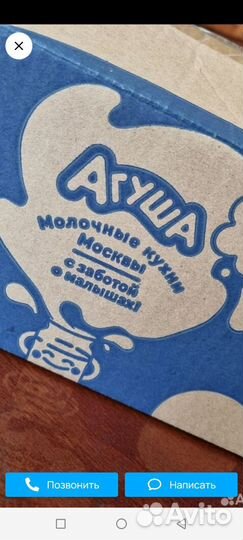 АГУША
Молочные кухни
Москвы
с заботой
о малышах!
Позвонить
Написать
Avito